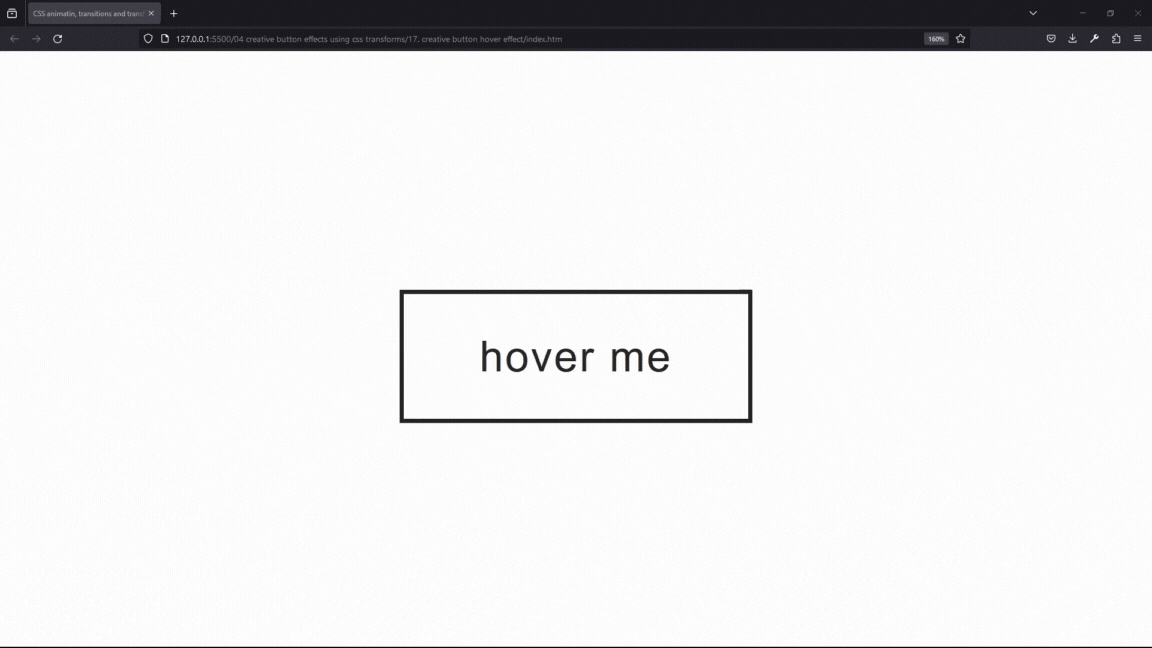 CSS animatin, transitions and trans
127.0.0.1:5500/04 creative button effects using css transforms/17. creative button hover effect/index.htm
160%
hover me